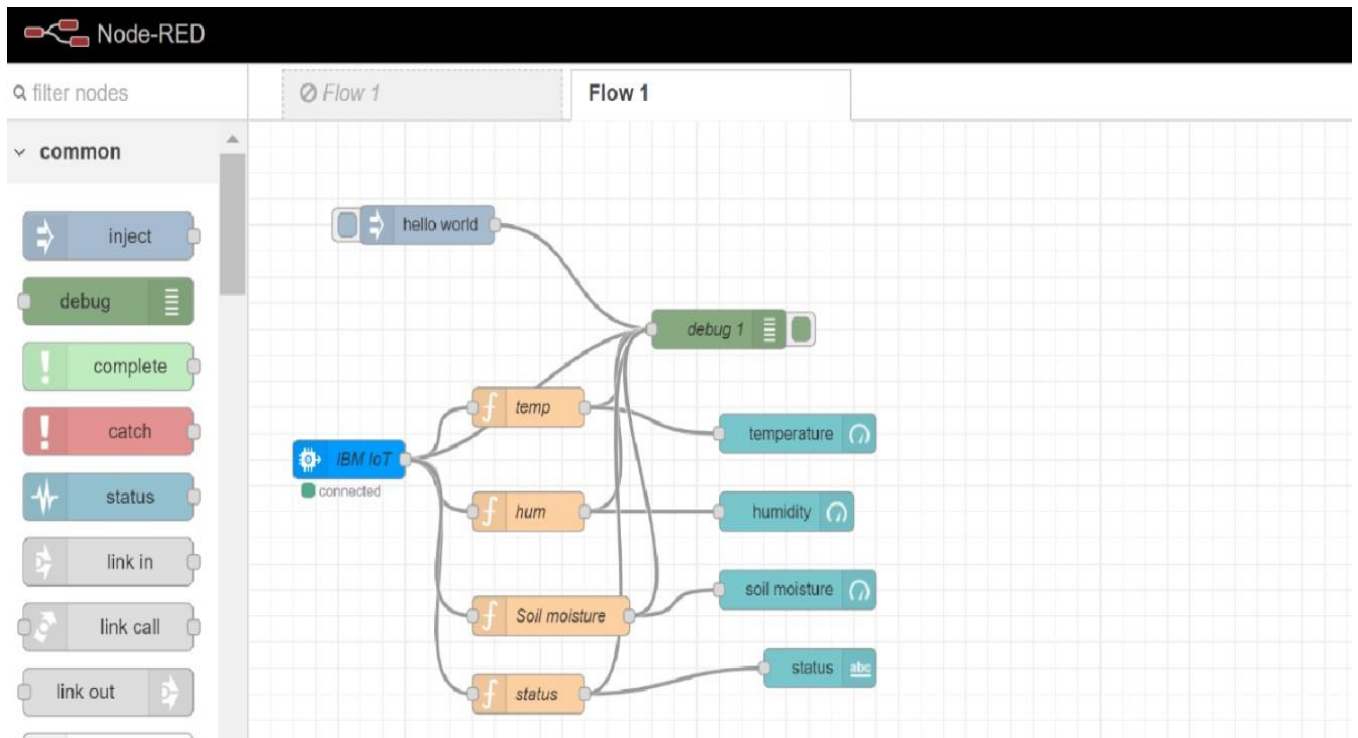 Node-RED
filter nodes
Flow 1
Flow 1
common
inject
debug
complete
catch
status
link in
link call
link out
hello world
debug 1
temp
temperature
IBM IoT
connected
hum
humidity
soil moisture
Soil moisture
status
abc
status